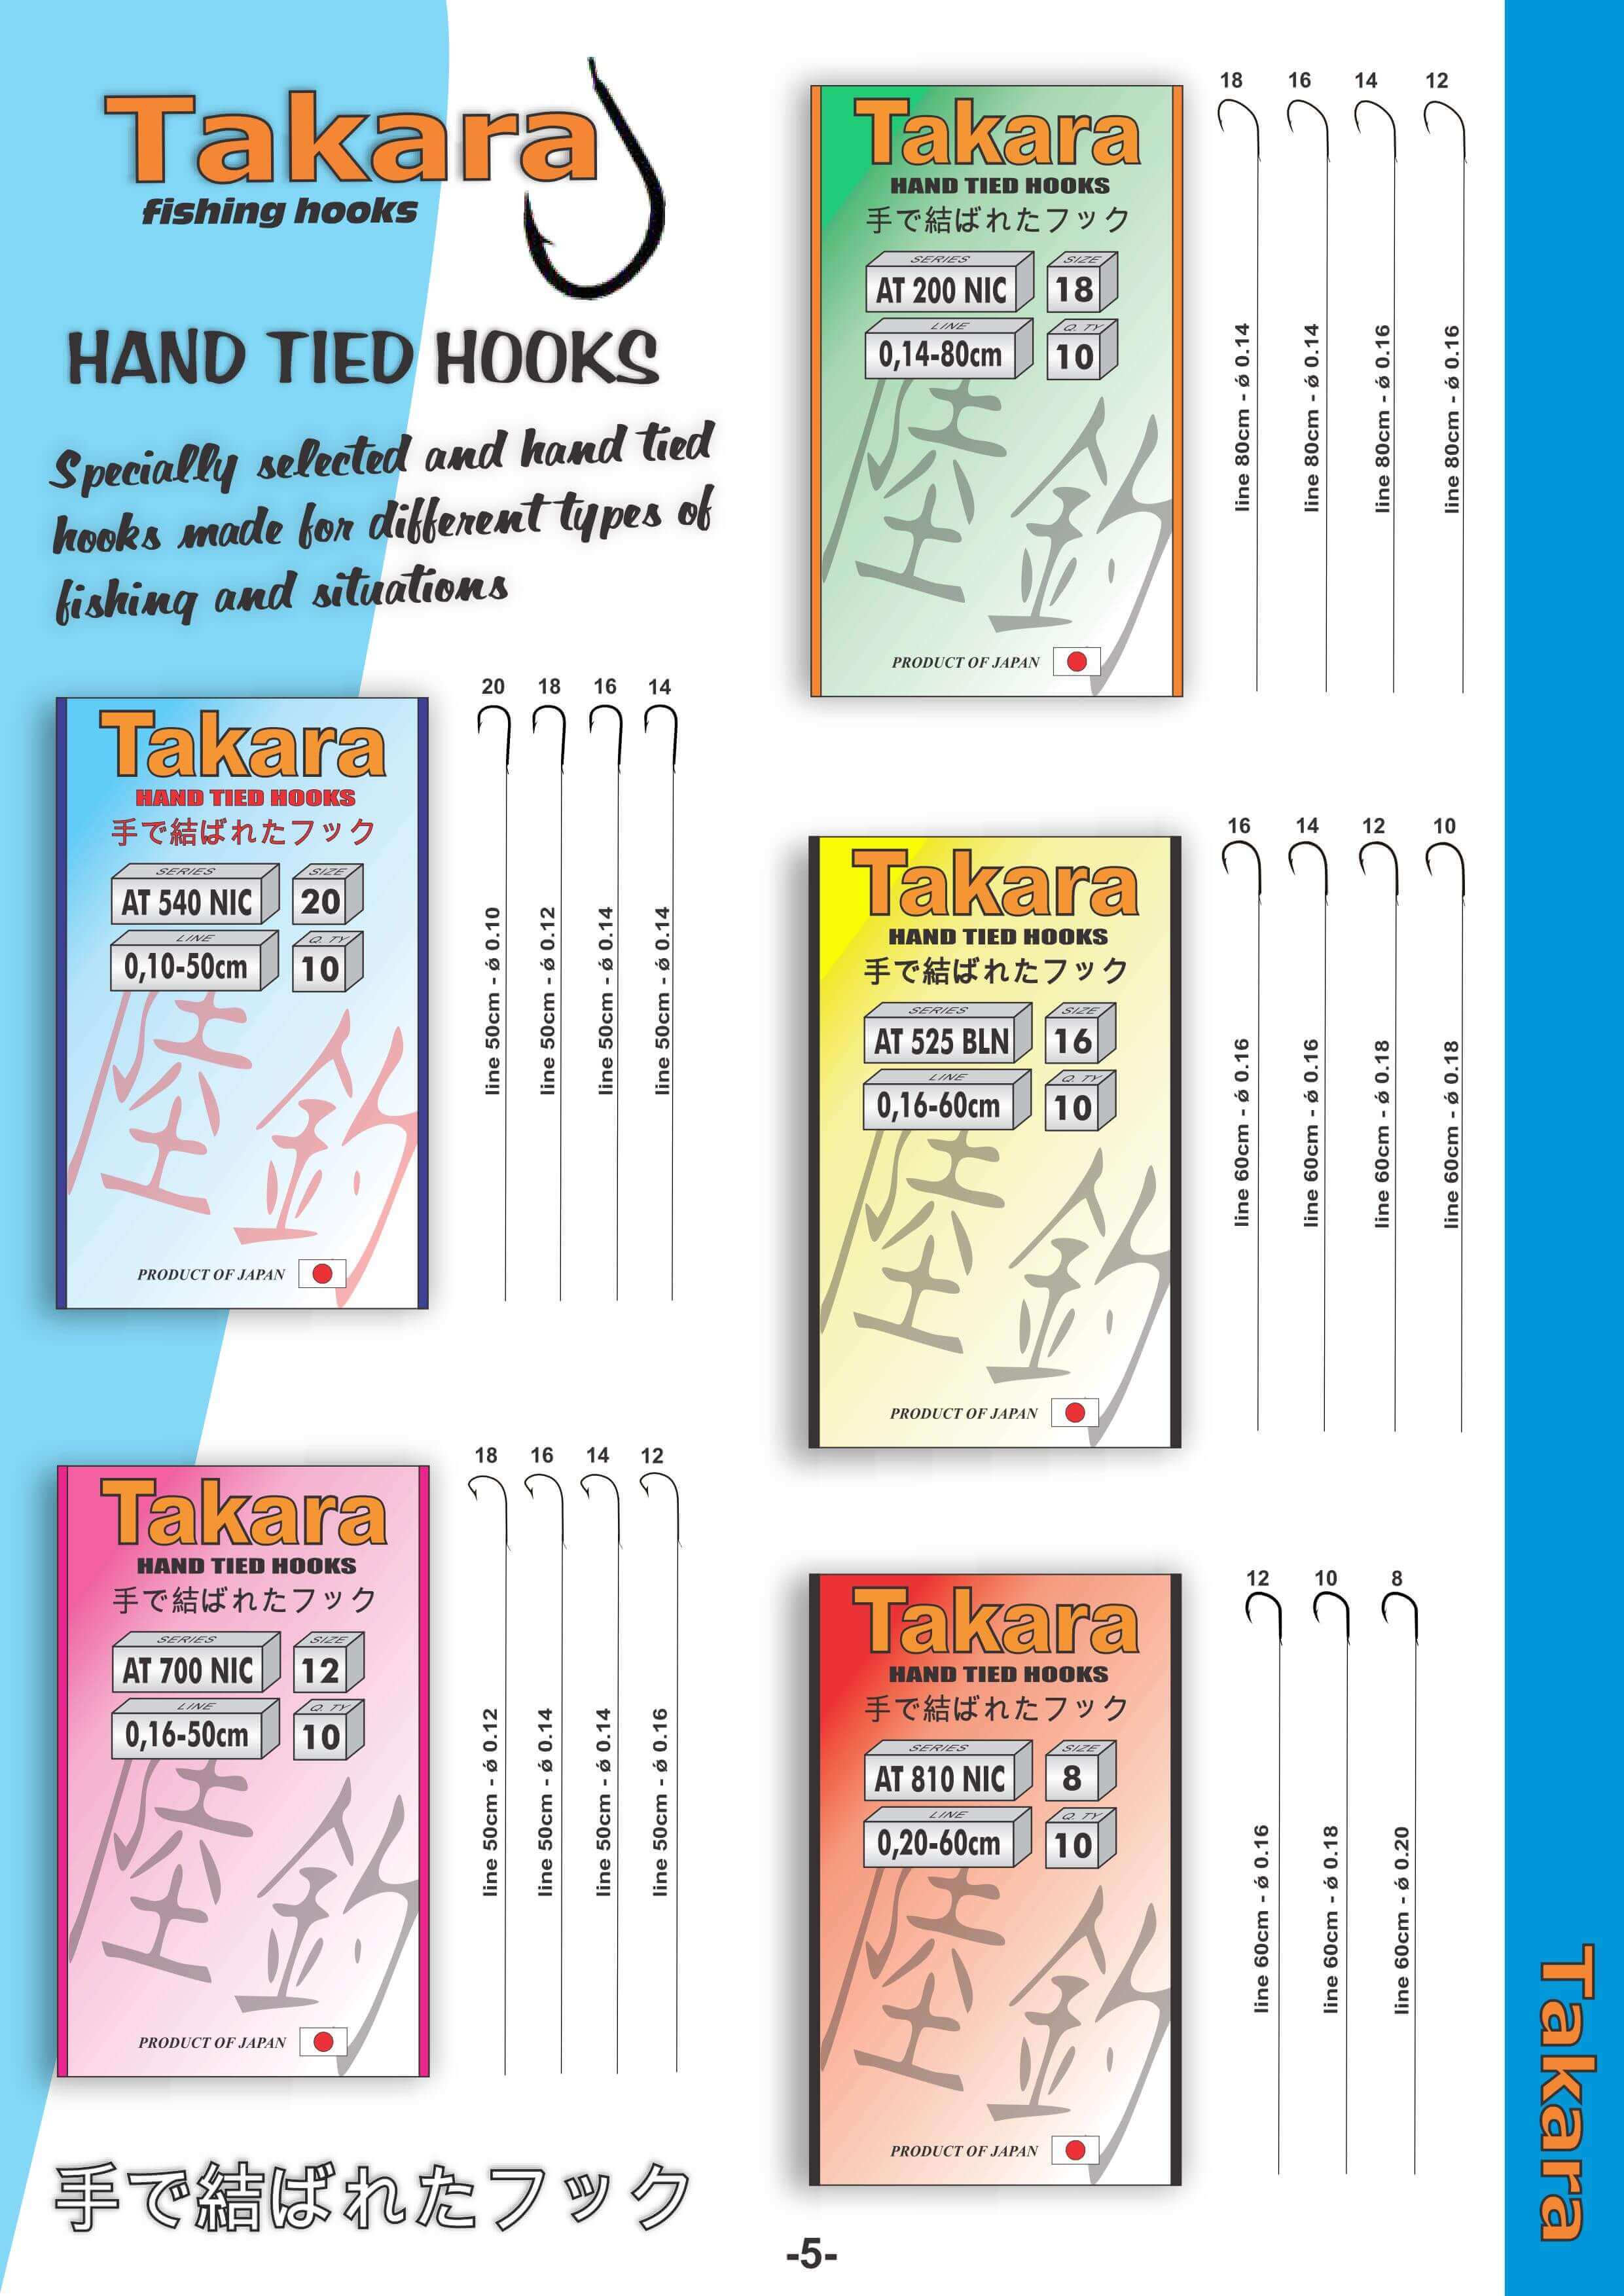 Takara
fishing hooks
HAND TIED HOOKS
Specially selected and hand tied
hooks made for different types of
fishing and situations
Takara
HAND TIED HOOKS
手で結ばれたフック
SERIES
AT 540 NIC
SIZE
20
LINE
0,10-50cm
Q. TY
10
陸釣
PRODUCT OF JAPAN
20 18 16 14
line 50cm - ǿ 0.10
line 50cm - ǿ 0.12
line 50cm - ǿ 0.14
line 50cm - ǿ 0.14
Takara
HAND TIED HOOKS
手で結ばれたフック
SERIES
AT 700 NIC
SIZE
12
LINE
0,16-50cm
Q. TY
10
陸釣
PRODUCT OF JAPAN
18 16 14 12
line 50cm - ǿ 0.12
line 50cm - ǿ 0.14
line 50cm - ǿ 0.14
line 50cm - ǿ 0.16
手で結ばれたフック
Takara
HAND TIED HOOKS
手で結ばれたフック
SERIES
AT 200 NIC
SIZE
18
LINE
0,14-80cm
Q. TY
10
陸釣
PRODUCT OF JAPAN
18 16 14 12
line 80cm - ǿ 0.14
line 80cm - ǿ 0.14
line 80cm - ǿ 0.16
line 80cm - ǿ 0.16
Takara
HAND TIED HOOKS
手で結ばれたフック
SERIES
AT 525 BLN
SIZE
16
LINE
0,16-60cm
Q. TY
10
陸釣
PRODUCT OF JAPAN
16 14 12 10
line 60cm - ǿ 0.16
line 60cm - ǿ 0.16
line 60cm - ǿ 0.18
line 60cm - ǿ 0.18
Takara
HAND TIED HOOKS
手で結ばれたフック
SERIES
AT 810 NIC
SIZE
8
LINE
0,20-60cm
Q. TY
10
陸釣
PRODUCT OF JAPAN
12 10 8
line 60cm - ǿ 0.16
line 60cm - ǿ 0.18
line 60cm - ǿ 0.20
Takara
-5-